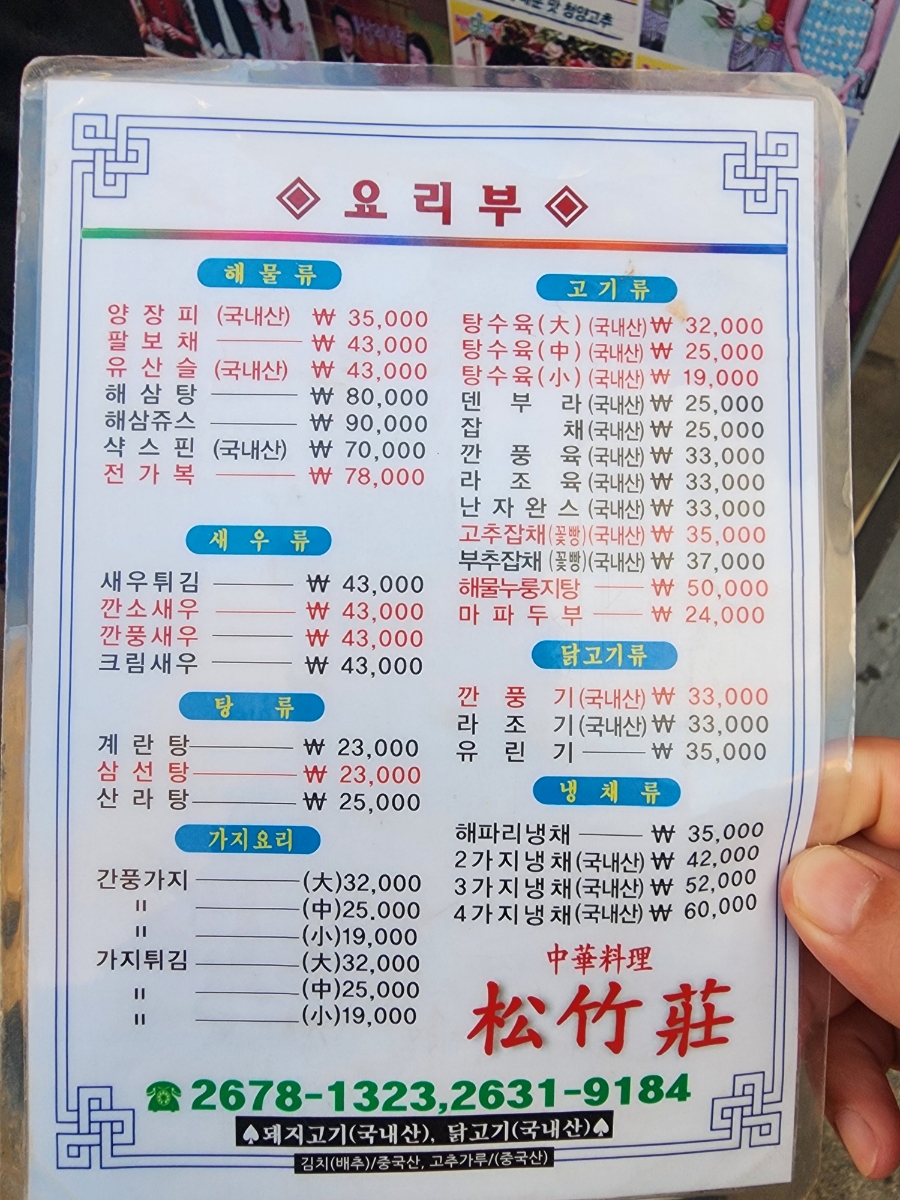 맛 청양고추
◈ 요리부 ◈
해물류
양장피 (국내산) ₩ 35,000
팔보채 ₩ 43,000
유산슬 (국내산) ₩ 43,000
해삼탕 ₩ 80,000
해삼쥬스 ₩ 90,000
샥스핀 (국내산) ₩ 70,000
전가복 ₩ 78,000
새우류
새우튀김 ₩ 43,000
깐소새우 ₩ 43,000
깐풍새우 ₩ 43,000
크림새우 ₩ 43,000
탕류
계란탕 ₩ 23,000
삼선탕 ₩ 23,000
산라탕 ₩ 25,000
가지요리
간풍가지 (大)32,000
〃 (中)25.000
〃 (小)19,000
가지튀김 (大)32,000
〃 (中)25,000
〃 (小)19,000
고기류
탕수육(大) (국내산) ₩ 32,000
탕수육(中) (국내산) ₩ 25,000
탕수육(小) (국내산) ₩ 19,000
덴부라 (국내산) ₩ 25,000
잡채 (국내산) ₩ 25,000
깐풍육 (국내산) ₩ 33,000
라조육 (국내산) ₩ 33,000
난자완스 (국내산) ₩ 33,000
고추잡채(꽃빵)(국내산) ₩ 35,000
부추잡채(꽃빵)(국내산) ₩ 37,000
해물누룽지탕 ₩ 50,000
마파두부 ₩ 24,000
닭고기류
깐풍기(국내산) ₩ 33,000
라조기(국내산) ₩ 33,000
유린기 ₩ 35,000
냉채류
해파리냉채 ₩ 35,000
2가지냉채(국내산) ₩ 42,000
3가지냉채(국내산) ₩ 52,000
4가지냉채(국내산) ₩ 60,000
中華料理
松竹莊
☎ 2678-1323,2631-9184
♠돼지고기(국내산), 닭고기(국내산)♠
김치(배추)/중국산, 고추가루/(중국산)